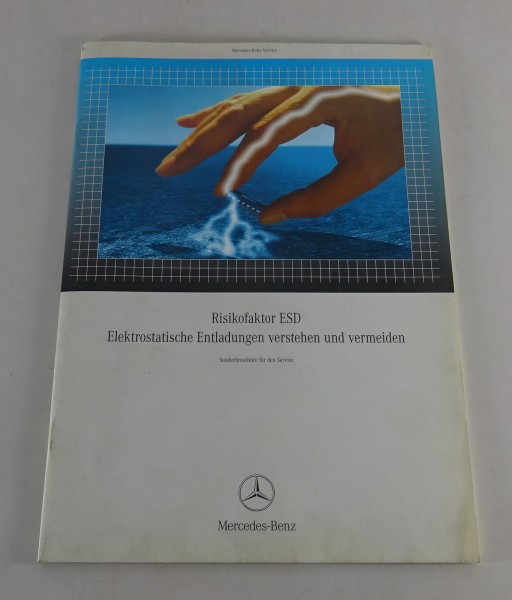 Mercedes-Benz Service
Risikofaktor ESD
Elektrostatische Entladungen verstehen und vermeiden
Sonderbroschüre für den Service
Mercedes-Benz